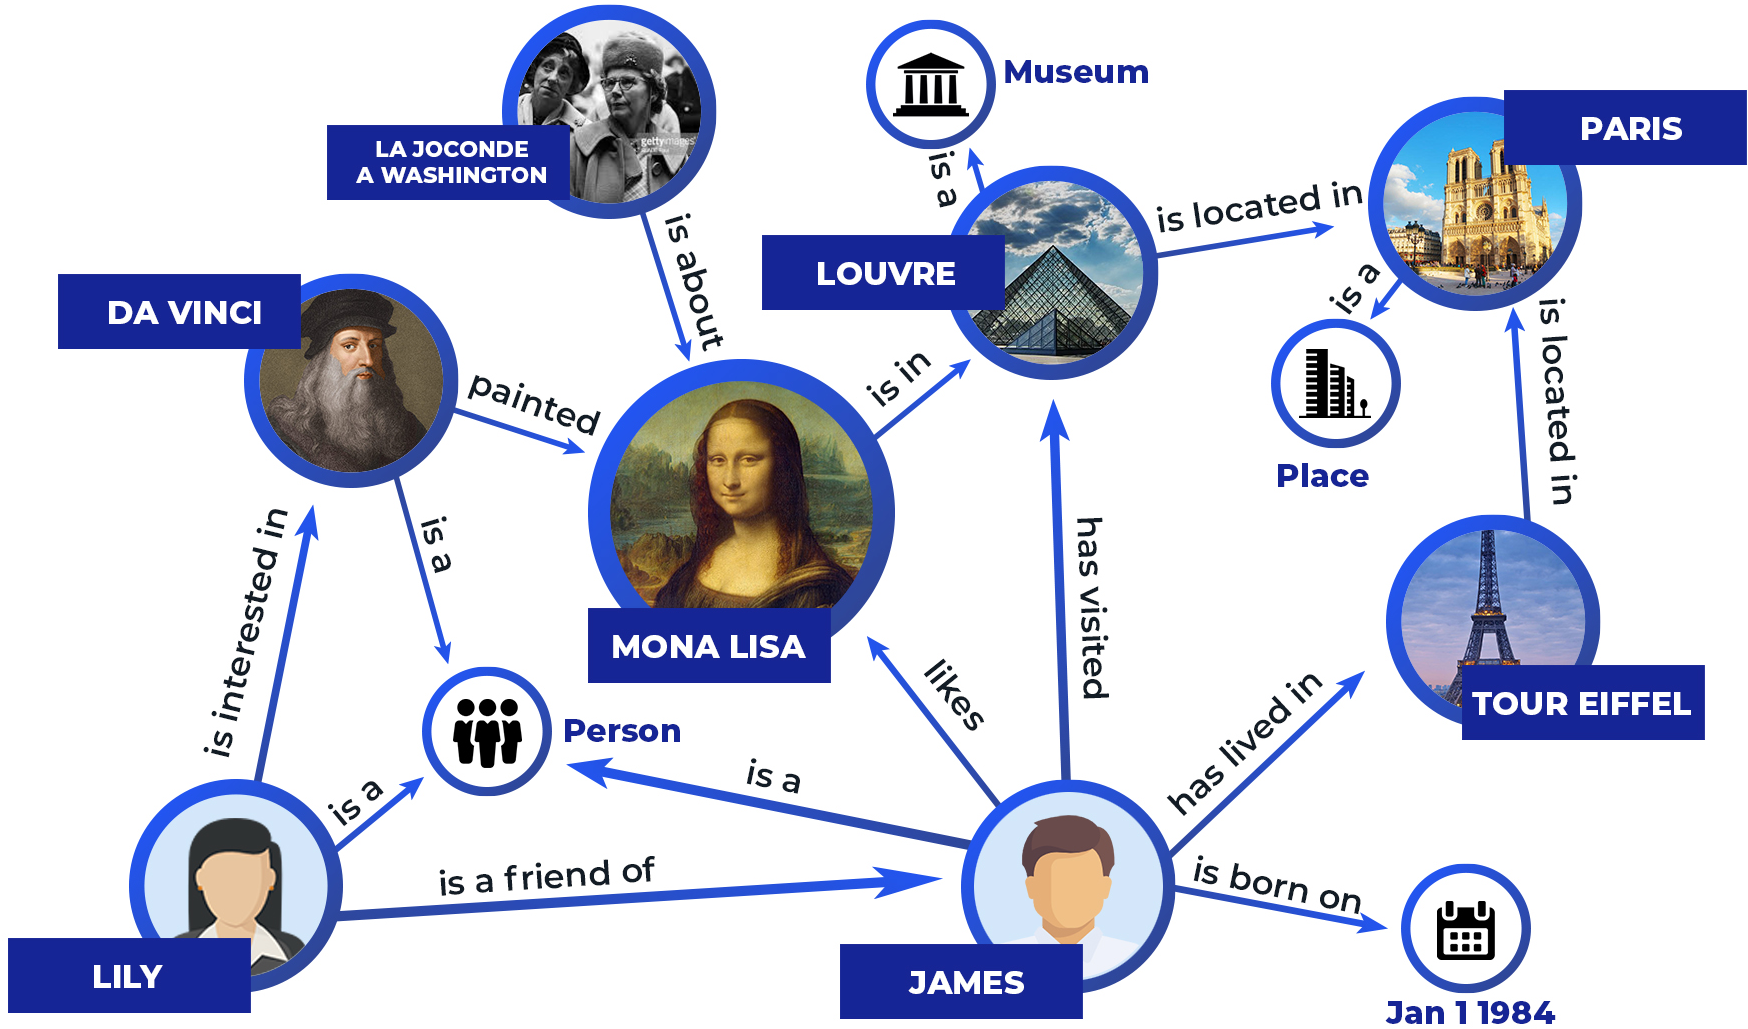 LA JOCONDE
A WASHINGTON
gettyimages
Museum
PARIS
is a
is located in
is about
LOUVRE
DA VINCI
is a
is located in
painted
is in
Place
is interested in
is a
has visited
MONA LISA
likes
has lived in
TOUR EIFFEL
Person
is a
is a
is a friend of
is born on
LILY
JAMES
Jan 1 1984